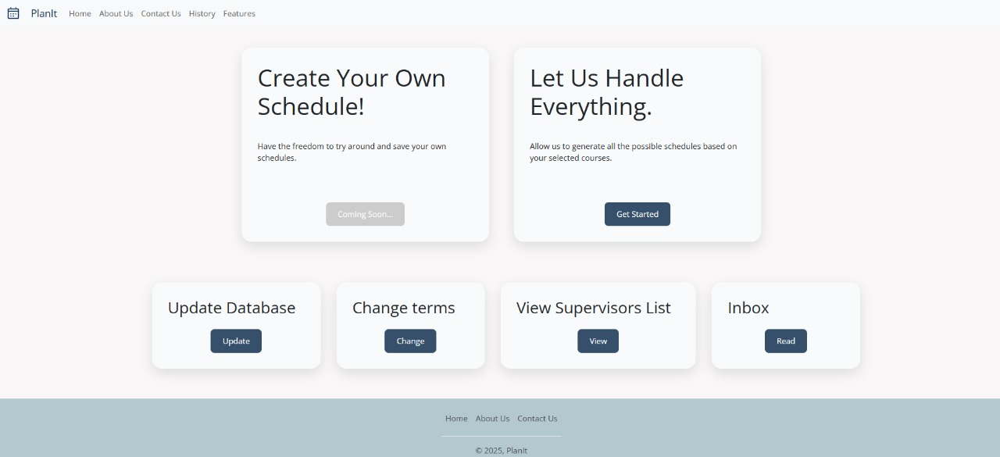 PlanIt Home About Us Contact Us History Features
Create Your Own
Schedule!
Have the freedom to try around and save your own
schedules.
Coming Soon...
Let Us Handle
Everything.
Allow us to generate all the possible schedules based on
your selected courses.
Get Started
Update Database
Update
Change terms
Change
View Supervisors List
View
Inbox
Read
Home About Us Contact Us
© 2025, PlanIt